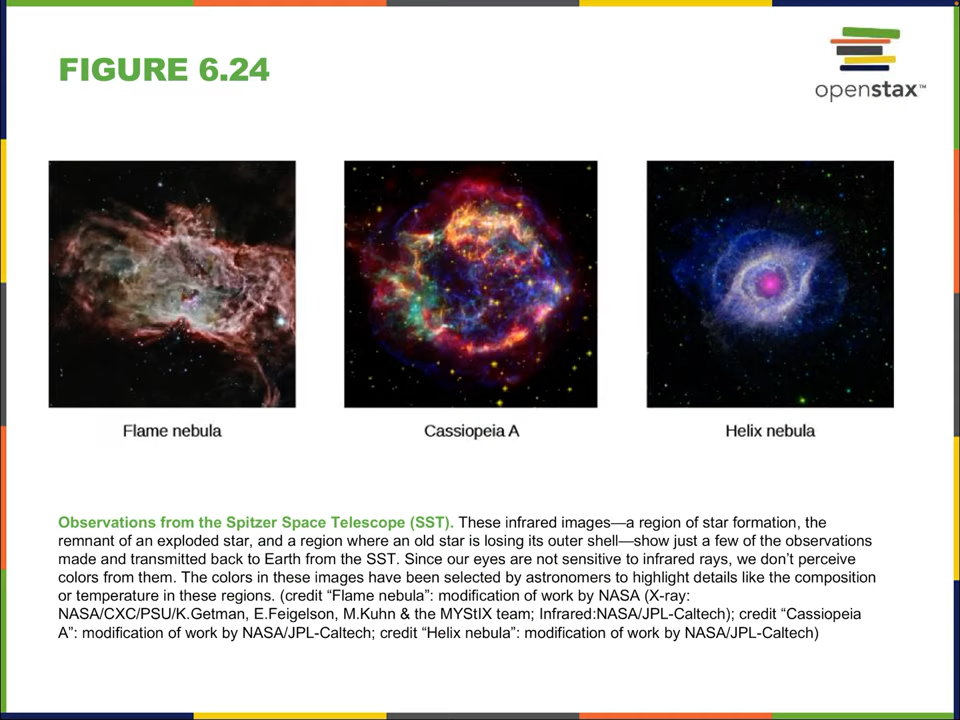 FIGURE 6.24
openstax™
Flame nebula
Cassiopeia A
Helix nebula
Observations from the Spitzer Space Telescope (SST). These infrared images—a region of star formation, the
remnant of an exploded star, and a region where an old star is losing its outer shell—show just a few of the observations
made and transmitted back to Earth from the SST. Since our eyes are not sensitive to infrared rays, we don’t perceive
colors from them. The colors in these images have been selected by astronomers to highlight details like the composition
or temperature in these regions. (credit “Flame nebula”: modification of work by NASA (X-ray:
NASA/CXC/PSU/K.Getman, E.Feigelson, M.Kuhn & the MYStIX team; Infrared:NASA/JPL-Caltech); credit “Cassiopeia
A”: modification of work by NASA/JPL-Caltech; credit “Helix nebula”: modification of work by NASA/JPL-Caltech)